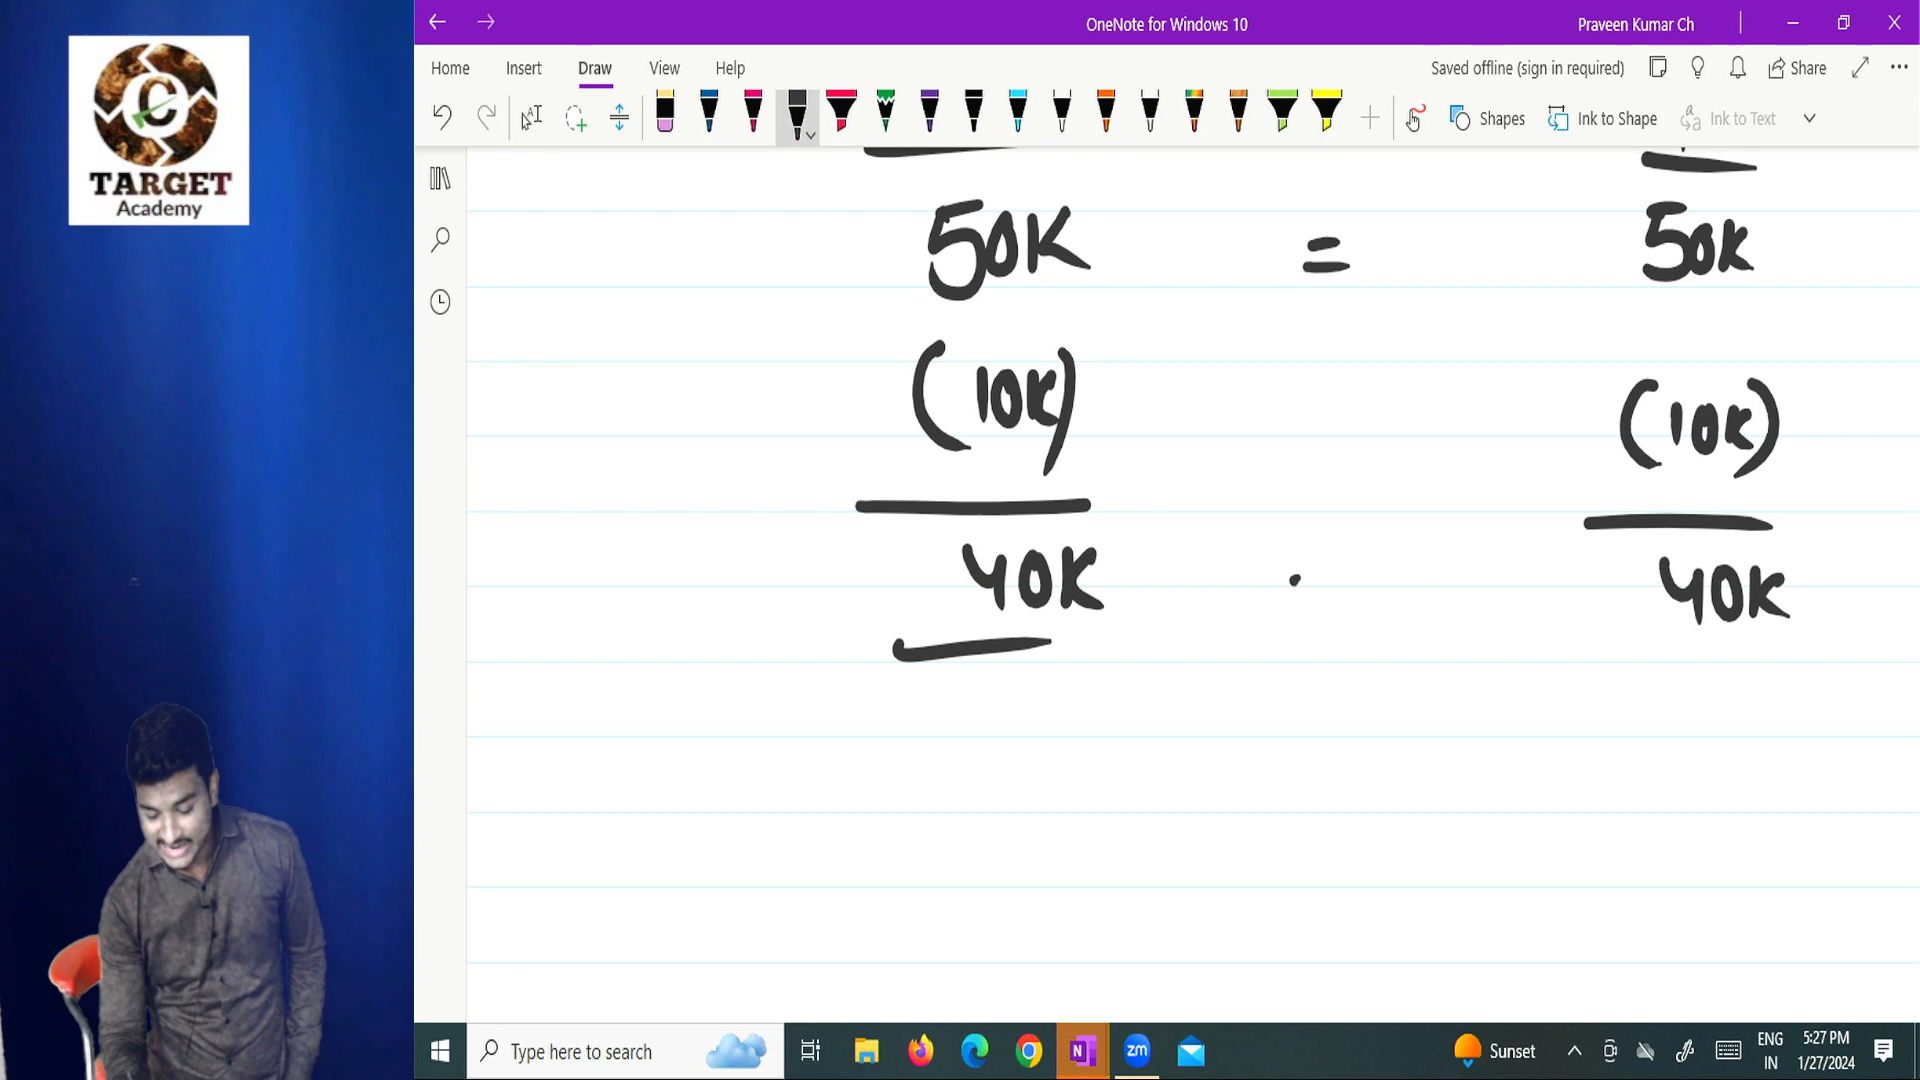 TARGET
Academy
OneNote for Windows 10
Praveen Kumar Ch
Home Insert Draw View Help
Saved offline (sign in required)
Share
Shapes
Ink to Shape
Ink to Text
50K = 50K
(10K) (10K)
40K 40K
Type here to search
N
zm
Sunset
ENG
IN
5:27 PM
1/27/2024